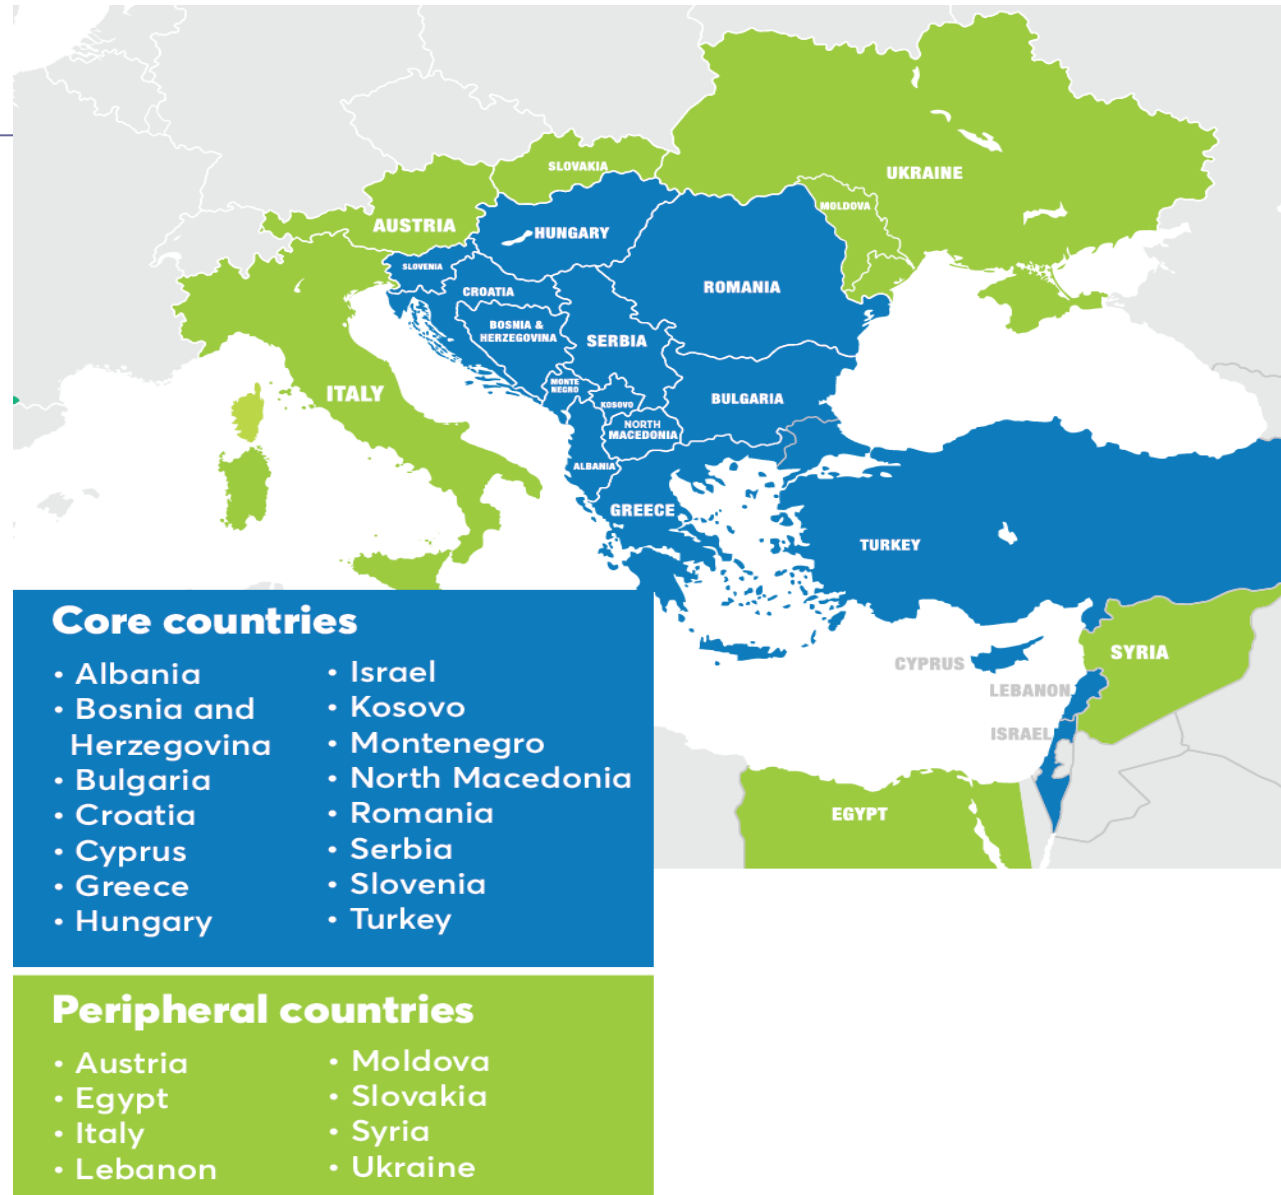 UKRAINE
SLOVAKIA
MOLDOVA
AUSTRIA
HUNGARY
SLOVENIA
ROMANIA
CROATIA
BOSNIA &
HERZEGOVINA
SERBIA
ITALY
MONTE
NEGRO
KOSOVO
BULGARIA
NORTH
MACEDONIA
ALBANIA
GREECE
TURKEY
CYPRUS
SYRIA
LEBANON
ISRAEL
EGYPT
Core countries
• Albania
• Bosnia and
Herzegovina
• Bulgaria
• Croatia
• Cyprus
• Greece
• Hungary
• Israel
• Kosovo
• Montenegro
• North Macedonia
• Romania
• Serbia
• Slovenia
• Turkey
Peripheral countries
• Austria
• Egypt
• Italy
• Lebanon
• Moldova
• Slovakia
• Syria
• Ukraine